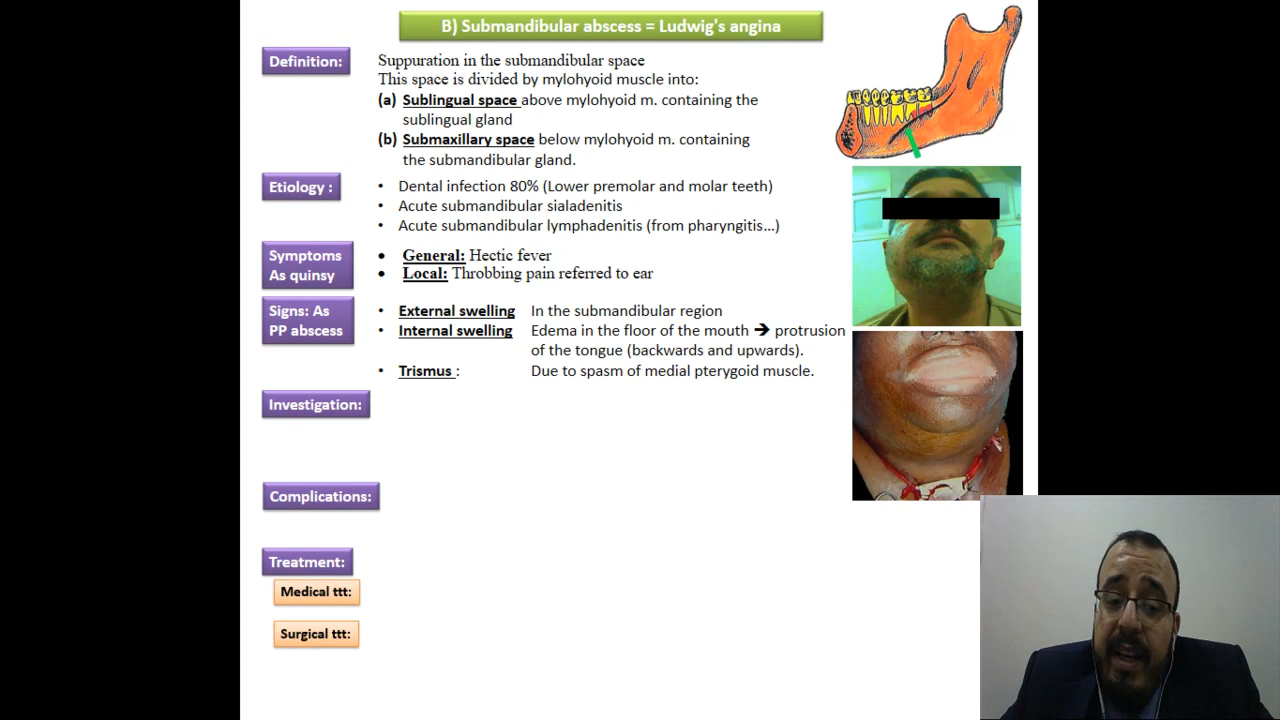 B) Submandibular abscess = Ludwig's angina
Definition:
Suppuration in the submandibular space
This space is divided by mylohyoid muscle into:
(a) Sublingual space above mylohyoid m. containing the
sublingual gland
(b) Submaxillary space below mylohyoid m. containing
the submandibular gland.
Etiology :
• Dental infection 80% (Lower premolar and molar teeth)
• Acute submandibular sialadenitis
• Acute submandibular lymphadenitis (from pharyngitis…)
Symptoms
As quinsy
• General: Hectic fever
• Local: Throbbing pain referred to ear
Signs: As
PP abscess
• External swelling In the submandibular region
• Internal swelling Edema in the floor of the mouth ➔ protrusion
of the tongue (backwards and upwards).
• Trismus : Due to spasm of medial pterygoid muscle.
Investigation:
Complications:
Treatment:
Medical ttt:
Surgical ttt: